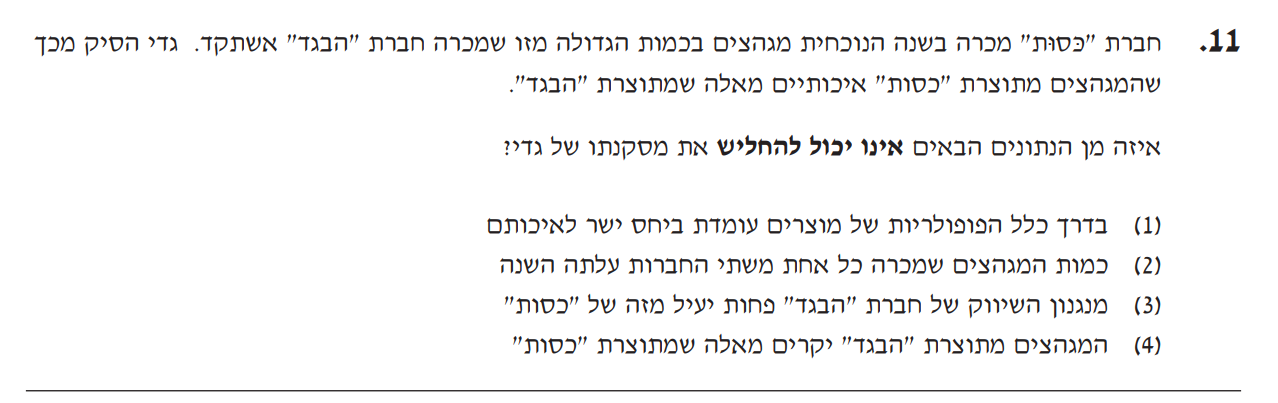 11. חברת "כּסוּת" מכרה בשנה הנוכחית מגהצים בכמות הגדולה מזו שמכרה חברת "הבגד" אשתקד. גדי הסיק מכך
שהמגהצים מתוצרת "כסות" איכותיים מאלה שמתוצרת "הבגד".
איזה מן הנתונים הבאים אינו יכול להחליש את מסקנתו של גדי?
(1) בדרך כלל הפופולריות של מוצרים עומדת ביחס ישר לאיכותם
(2) כמות המגהצים שמכרה כל אחת משתי החברות עלתה השנה
(3) מנגנון השיווק של חברת "הבגד" פחות יעיל מזה של "כסות"
(4) המגהצים מתוצרת "הבגד" יקרים מאלה שמתוצרת "כסות"